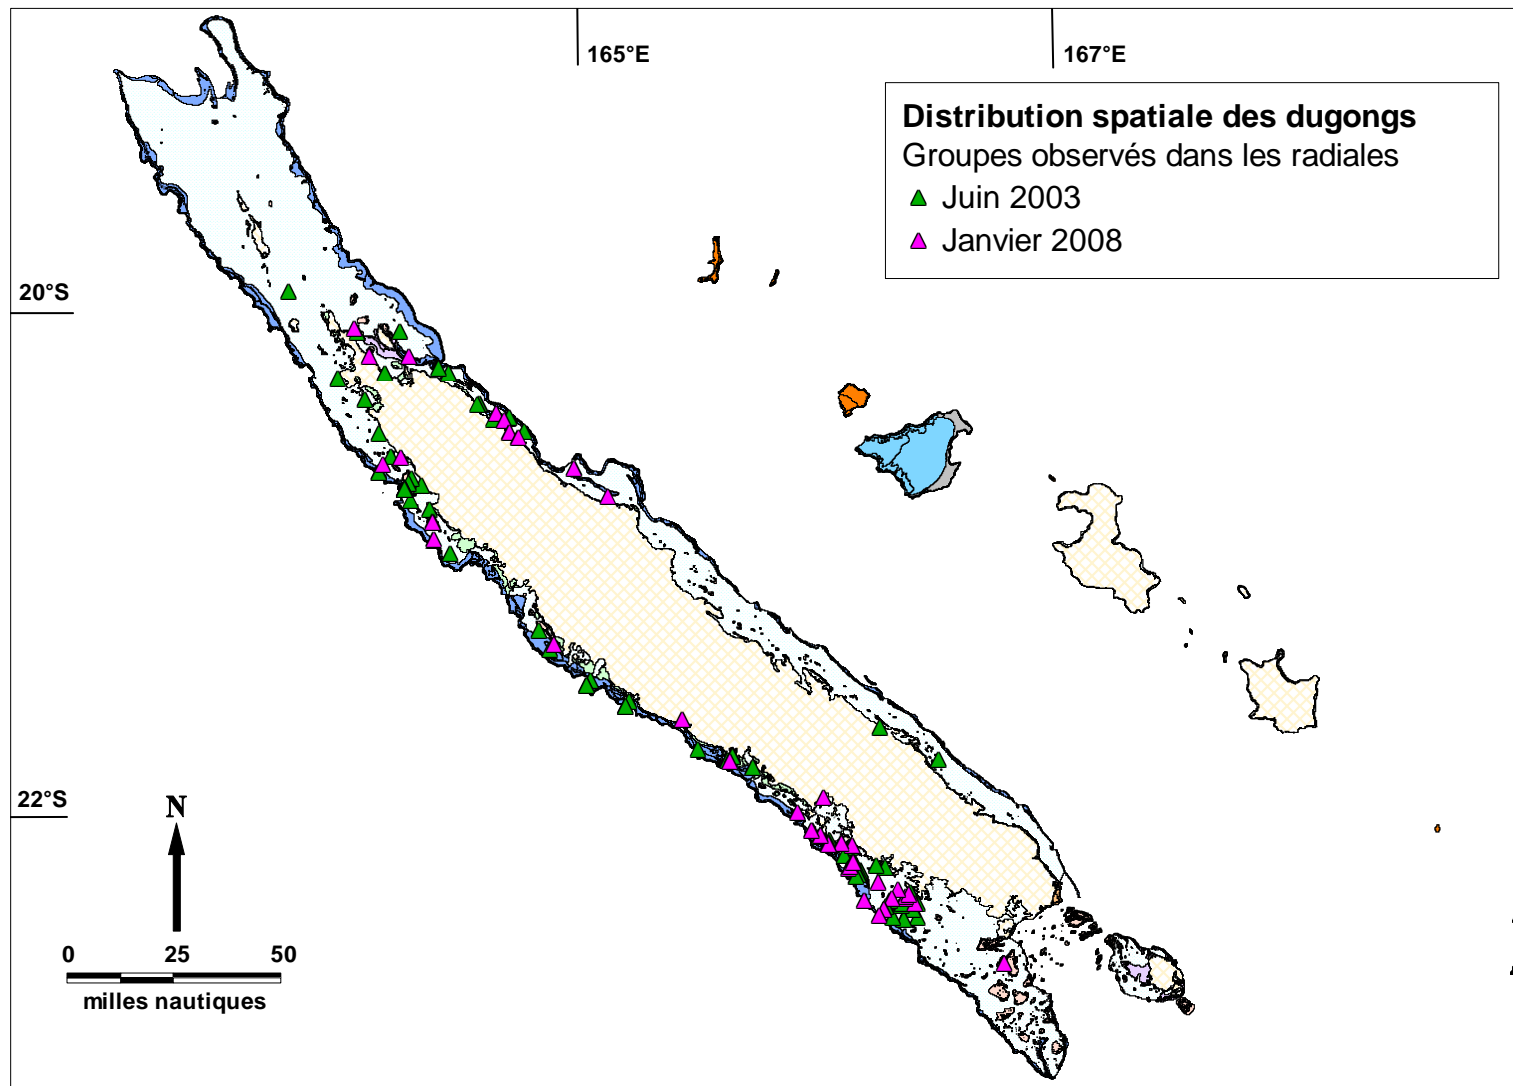 165°E
167°E
Distribution spatiale des dugongs
Groupes observés dans les radiales
Juin 2003
Janvier 2008
20°S
22°S
N
0 25 50
milles nautiques